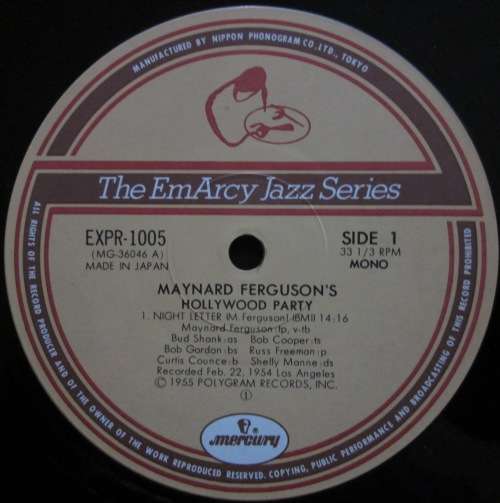 MANUFACTURED BY NIPPON PHONOGRAM CO., LTD., TOKYO
The EmArcy Jazz Series
EXPR-1005
(MG-36046 A)
MADE IN JAPAN
SIDE 1
33 1/3 RPM
MONO
MAYNARD FERGUSON'S
HOLLYWOOD PARTY
1. NIGHT LETTER (M. Ferguson)-(BMI) 14:16
Maynard Ferguson:tp, v-tb
Bud Shank:as Bob Cooper:ts
Bob Gordon:bs Russ Freeman:p
Curtis Counce:b Shelly Manne:ds
Recorded Feb. 22, 1954 Los Angeles
Ⓒ 1955 POLYGRAM RECORDS, INC.
mercury
ALL RIGHTS OF THE RECORD PRODUCER AND OF THE OWNER OF THE WORK REPRODUCED RESERVED. COPYING, PUBLIC PERFORMANCE AND BROADCASTING OF THIS RECORD PROHIBITED